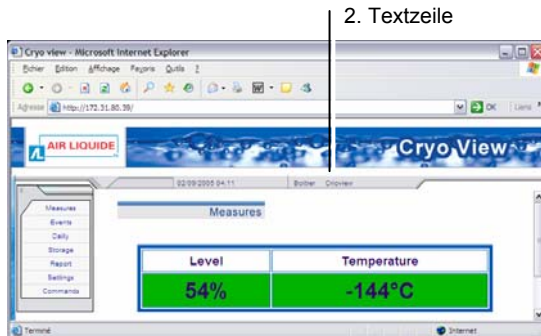 2. Textzeile
Cryo view - Microsoft Internet Explorer
Fichier Edition Affichage Favoris Outils ?
Adresse http://172.31.80.39/ OK Liens
AIR LIQUIDE
Cryo View
02/09/2005 04:11
Measures
Events
Daily
Storage
Report
Settings
Commands
Measures
Level Temperature
54% -144°C
Terminé Internet